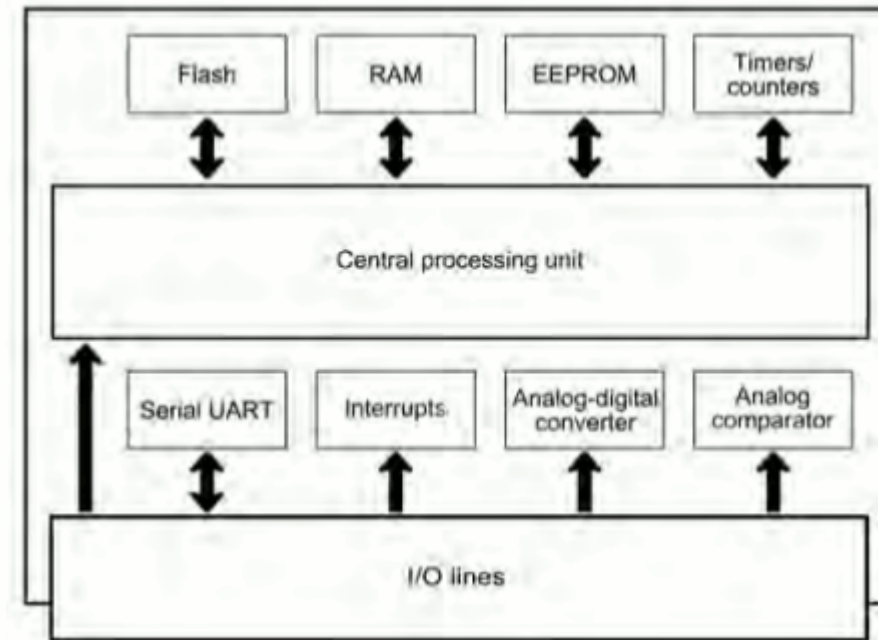 Flash
RAM
EEPROM
Timers/
counters
Central processing unit
Serial UART
Interrupts
Analog-digital
converter
Analog
comparator
I/O lines